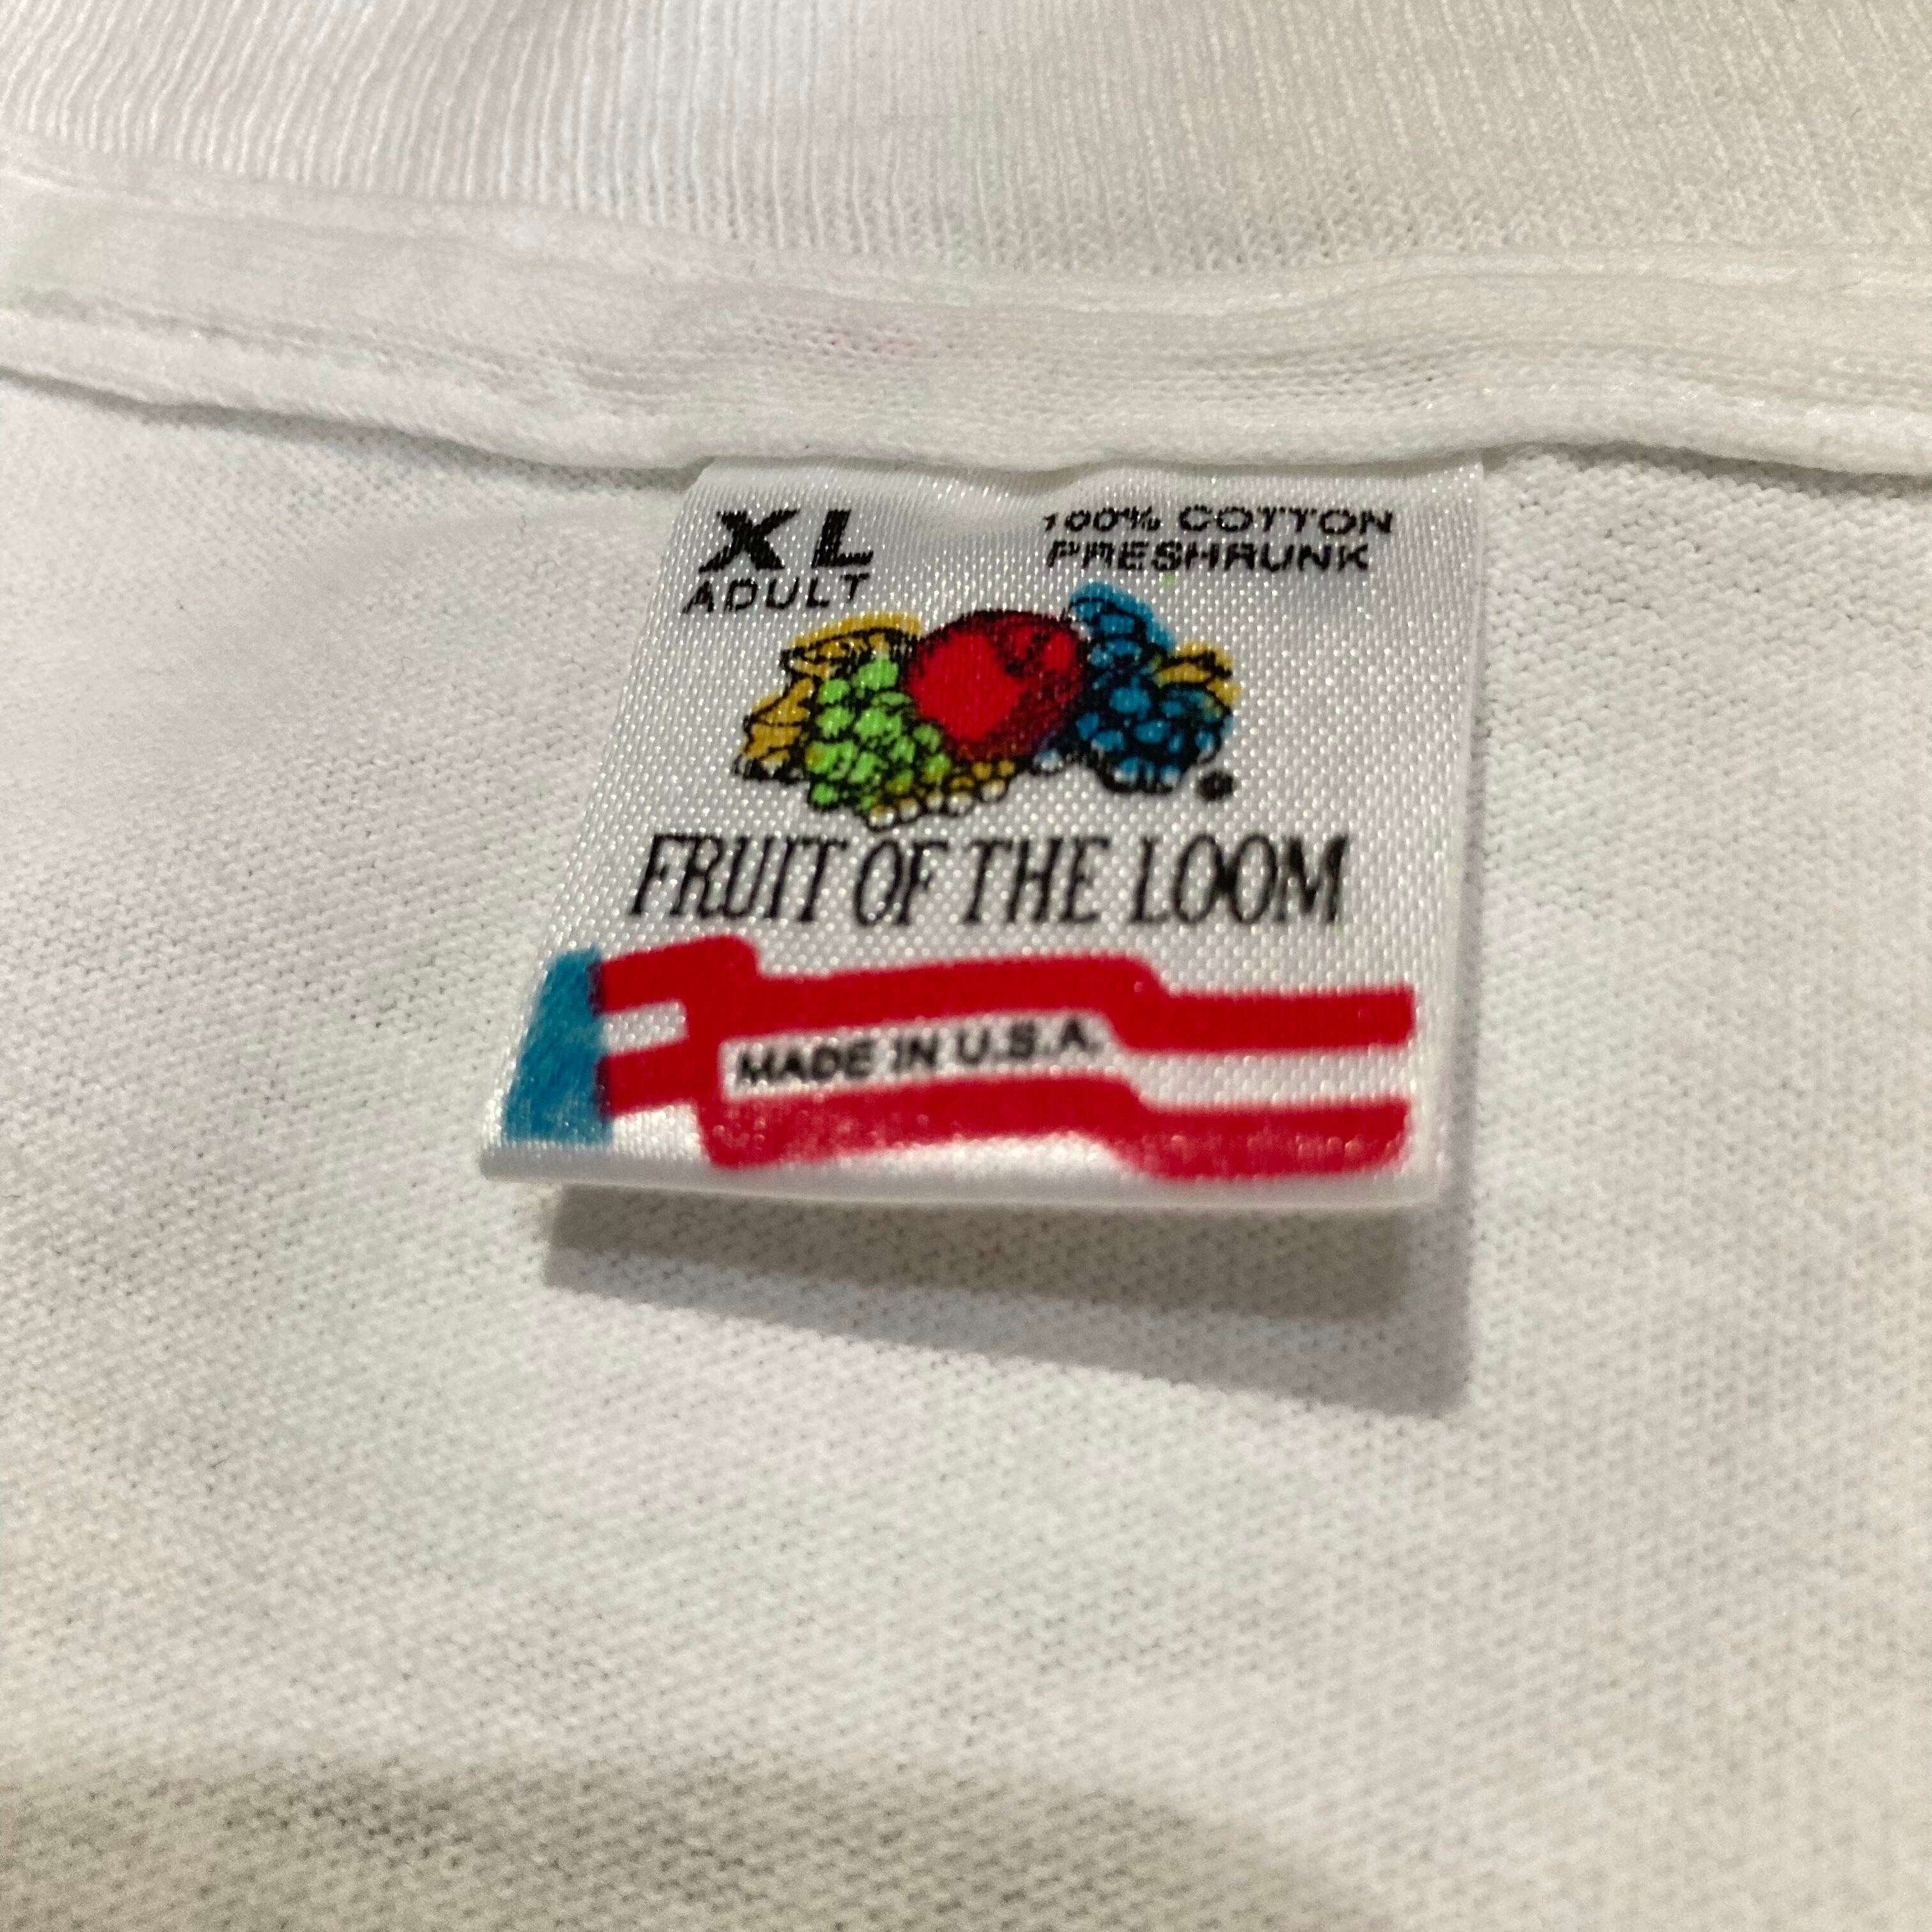 XL
ADULT
100% COTTON
PRESHRUNK
FRUIT OF THE LOOM
MADE IN U.S.A.